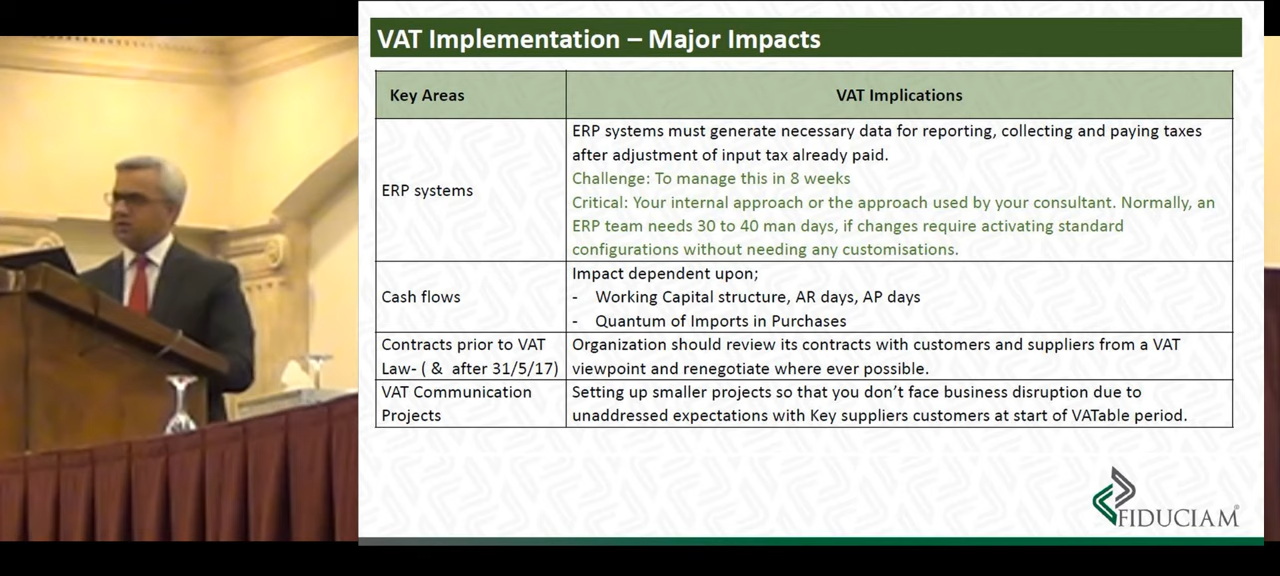 VAT Implementation – Major Impacts
Key Areas
VAT Implications
ERP systems
ERP systems must generate necessary data for reporting, collecting and paying taxes
after adjustment of input tax already paid.
Challenge: To manage this in 8 weeks
Critical: Your internal approach or the approach used by your consultant. Normally, an
ERP team needs 30 to 40 man days, if changes require activating standard
configurations without needing any customisations.
Cash flows
Impact dependent upon;
- Working Capital structure, AR days, AP days
- Quantum of Imports in Purchases
Contracts prior to VAT
Law- ( & after 31/5/17)
Organization should review its contracts with customers and suppliers from a VAT
viewpoint and renegotiate where ever possible.
VAT Communication
Projects
Setting up smaller projects so that you don’t face business disruption due to
unaddressed expectations with Key suppliers customers at start of VATable period.
FIDUCIAM®